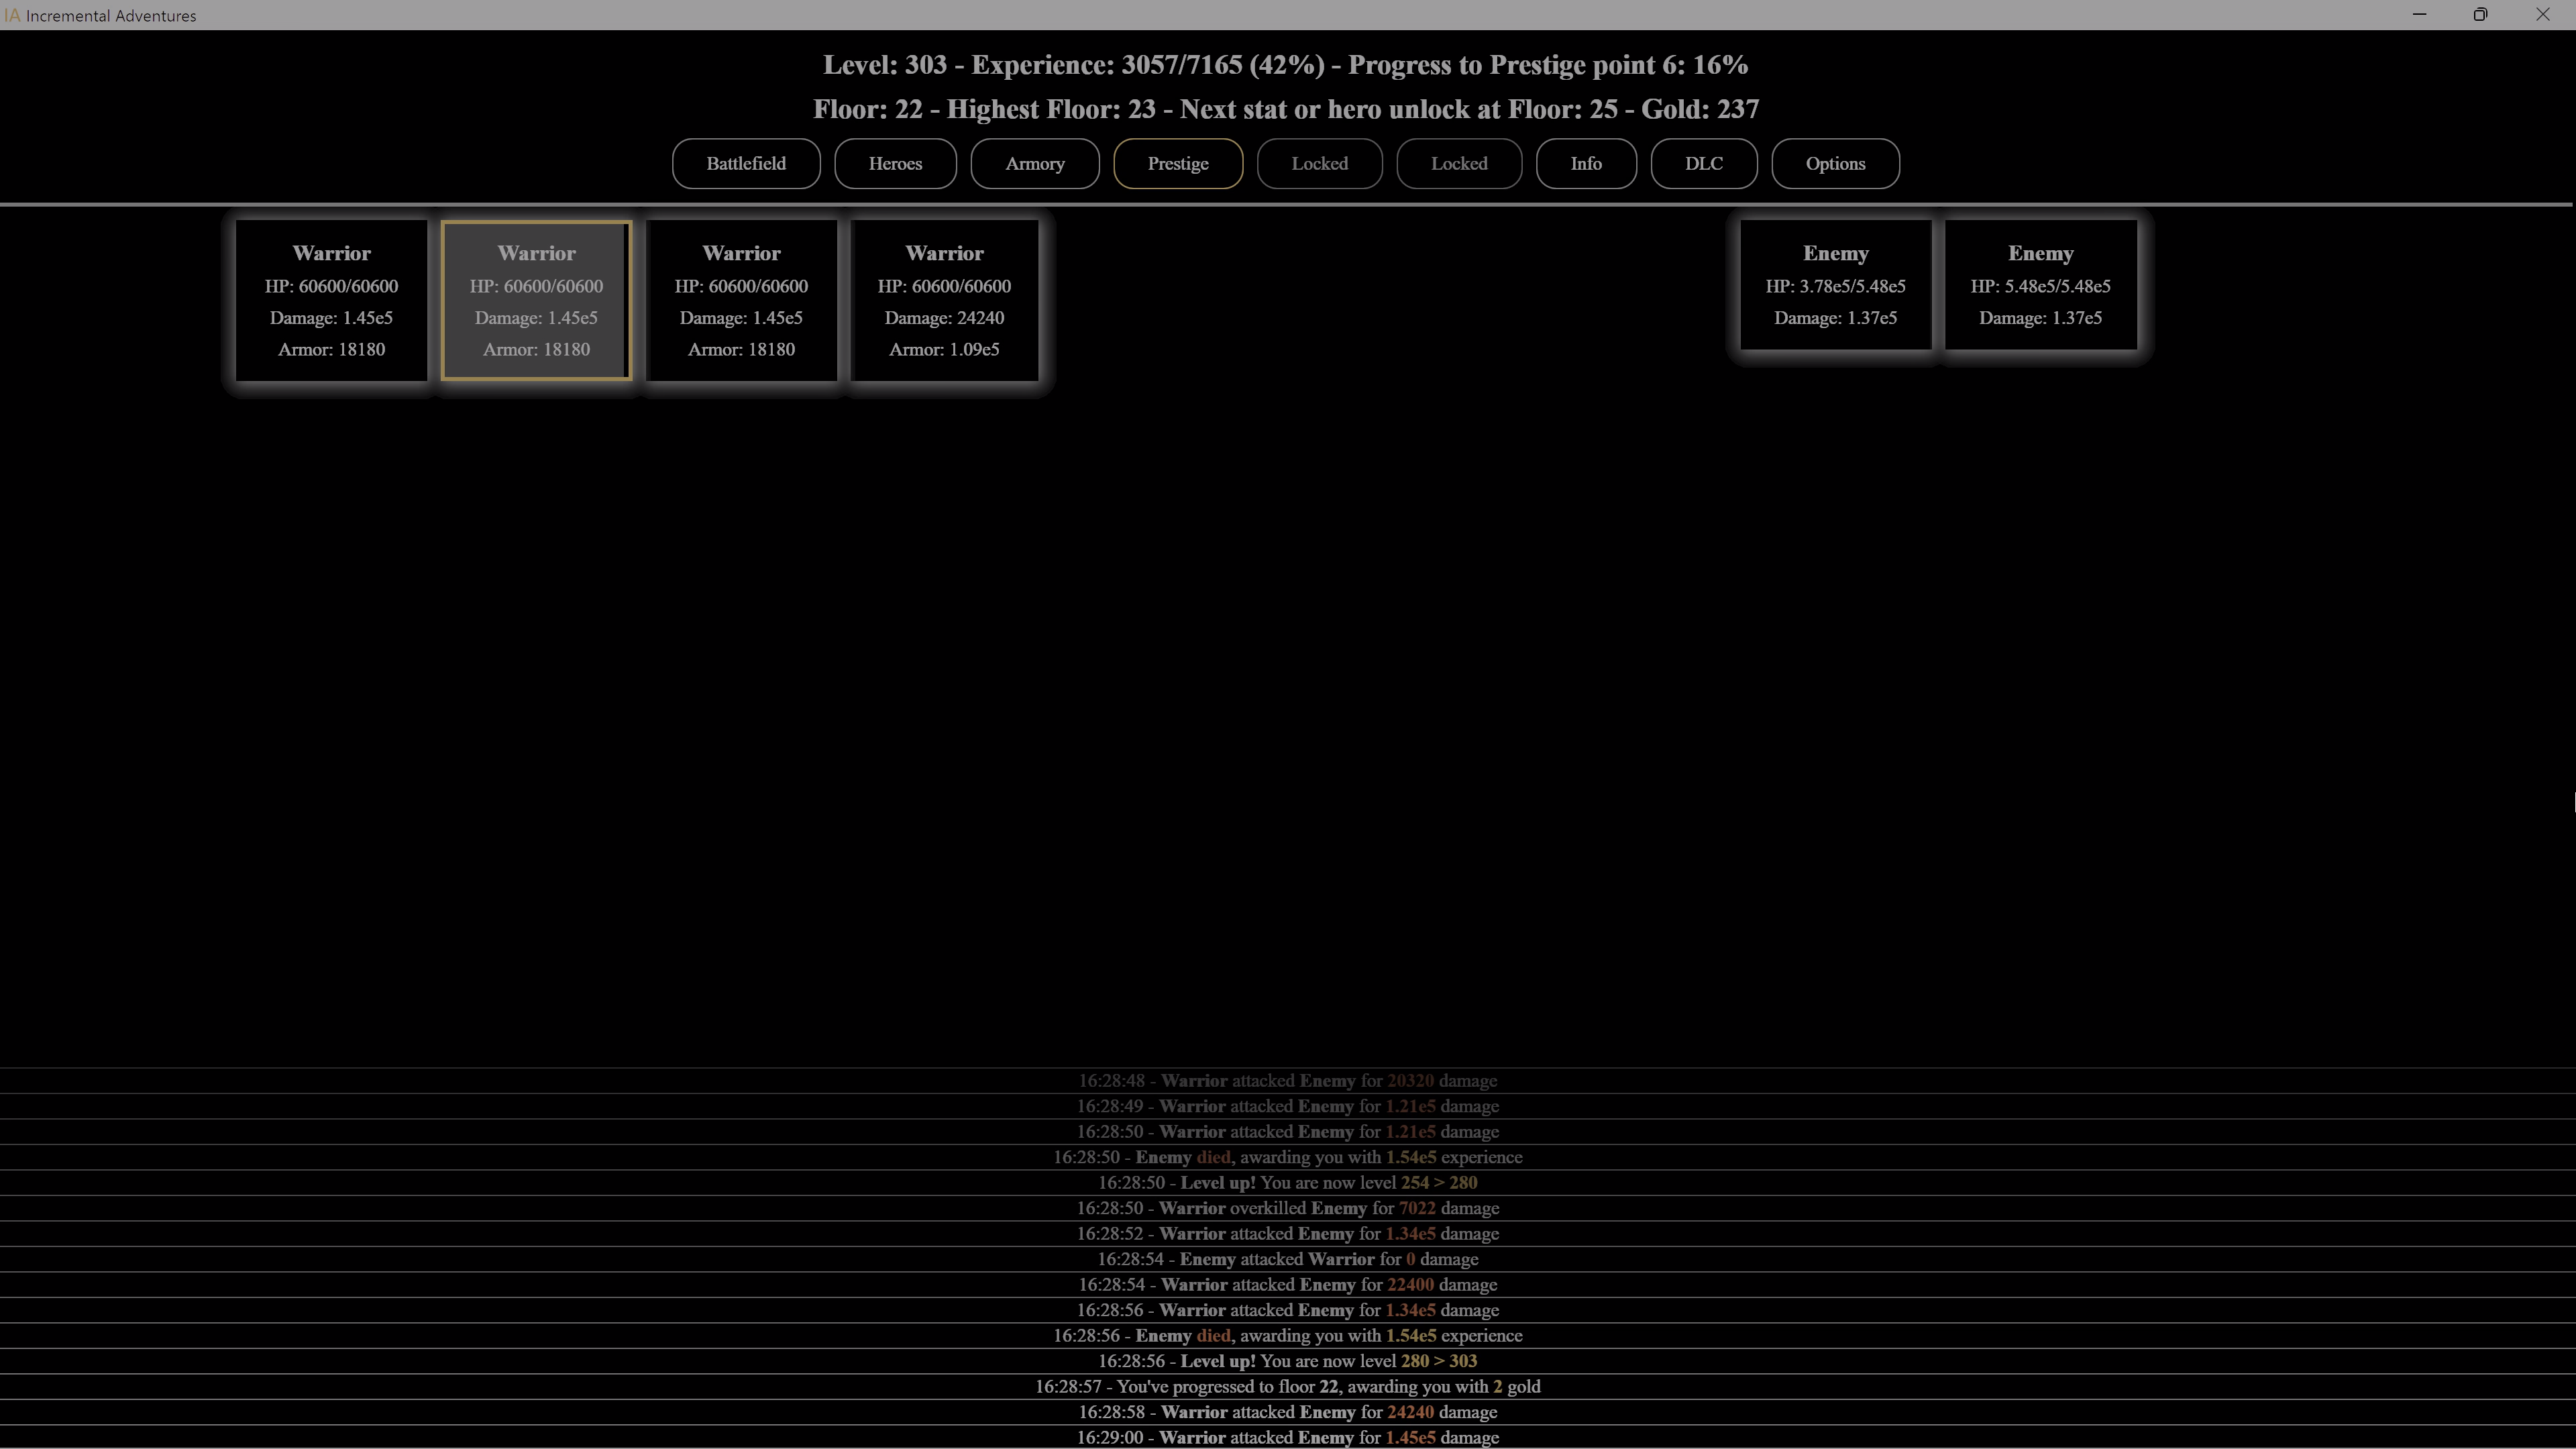 IA Incremental Adventures
Level: 303 - Experience: 3057/7165 (42%) - Progress to Prestige point 6: 16%
Floor: 22 - Highest Floor: 23 - Next stat or hero unlock at Floor: 25 - Gold: 237
Battlefield Heroes Armory Prestige Locked Locked Info DLC Options
Warrior Warrior Warrior Warrior Enemy Enemy
HP: 60600/60600 HP: 60600/60600 HP: 60600/60600 HP: 60600/60600 HP: 3.78e5/5.48e5 HP: 5.48e5/5.48e5
Damage: 1.45e5 Damage: 1.45e5 Damage: 1.45e5 Damage: 24240 Damage: 1.37e5 Damage: 1.37e5
Armor: 18180 Armor: 18180 Armor: 18180 Armor: 1.09e5
16:28:48 - Warrior attacked Enemy for 20320 damage
16:28:49 - Warrior attacked Enemy for 1.21e5 damage
16:28:50 - Warrior attacked Enemy for 1.21e5 damage
16:28:50 - Enemy died, awarding you with 1.54e5 experience
16:28:50 - Level up! You are now level 254 > 280
16:28:50 - Warrior overkilled Enemy for 7022 damage
16:28:52 - Warrior attacked Enemy for 1.34e5 damage
16:28:54 - Enemy attacked Warrior for 0 damage
16:28:54 - Warrior attacked Enemy for 22400 damage
16:28:56 - Warrior attacked Enemy for 1.34e5 damage
16:28:56 - Enemy died, awarding you with 1.54e5 experience
16:28:56 - Level up! You are now level 280 > 303
16:28:57 - You've progressed to floor 22, awarding you with 2 gold
16:28:58 - Warrior attacked Enemy for 24240 damage
16:29:00 - Warrior attacked Enemy for 1.45e5 damage